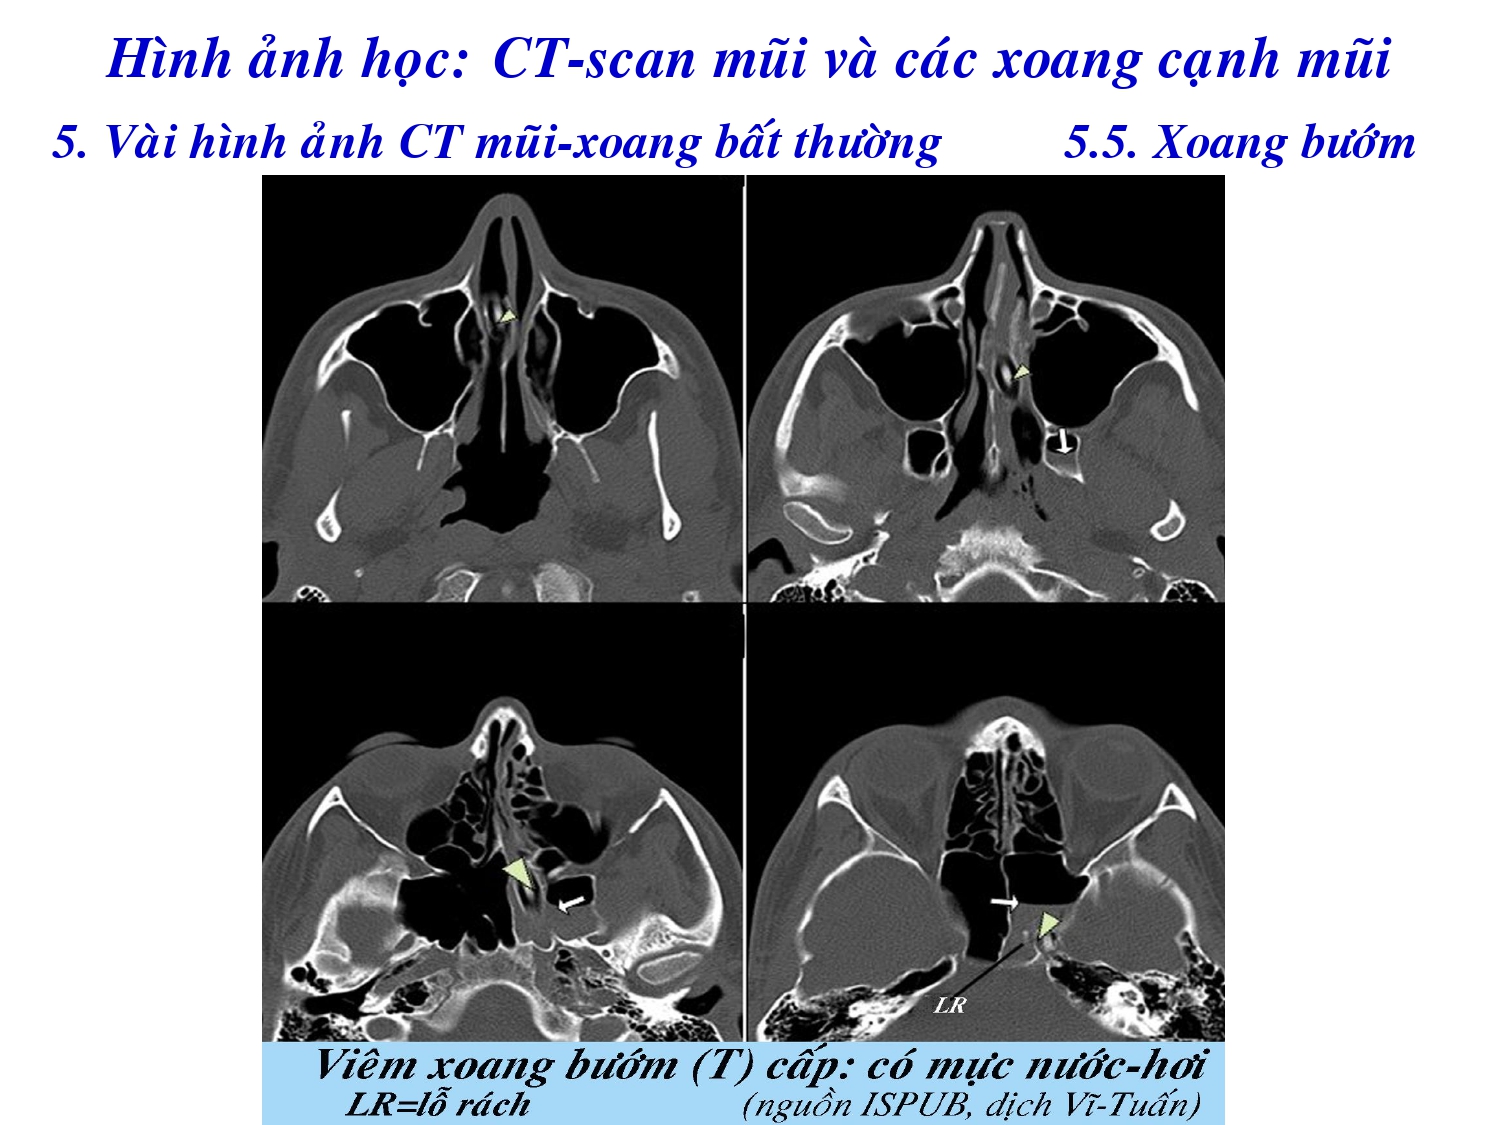 Hình ảnh học: CT-scan mũi và các xoang cạnh mũi
5. Vài hình ảnh CT mũi-xoang bất thường 5.5. Xoang bướm
LR
Viêm xoang bướm (T) cấp: có mực nước-hơi
LR=lỗ rách (nguồn ISPUB, dịch Vĩ-Tuấn)